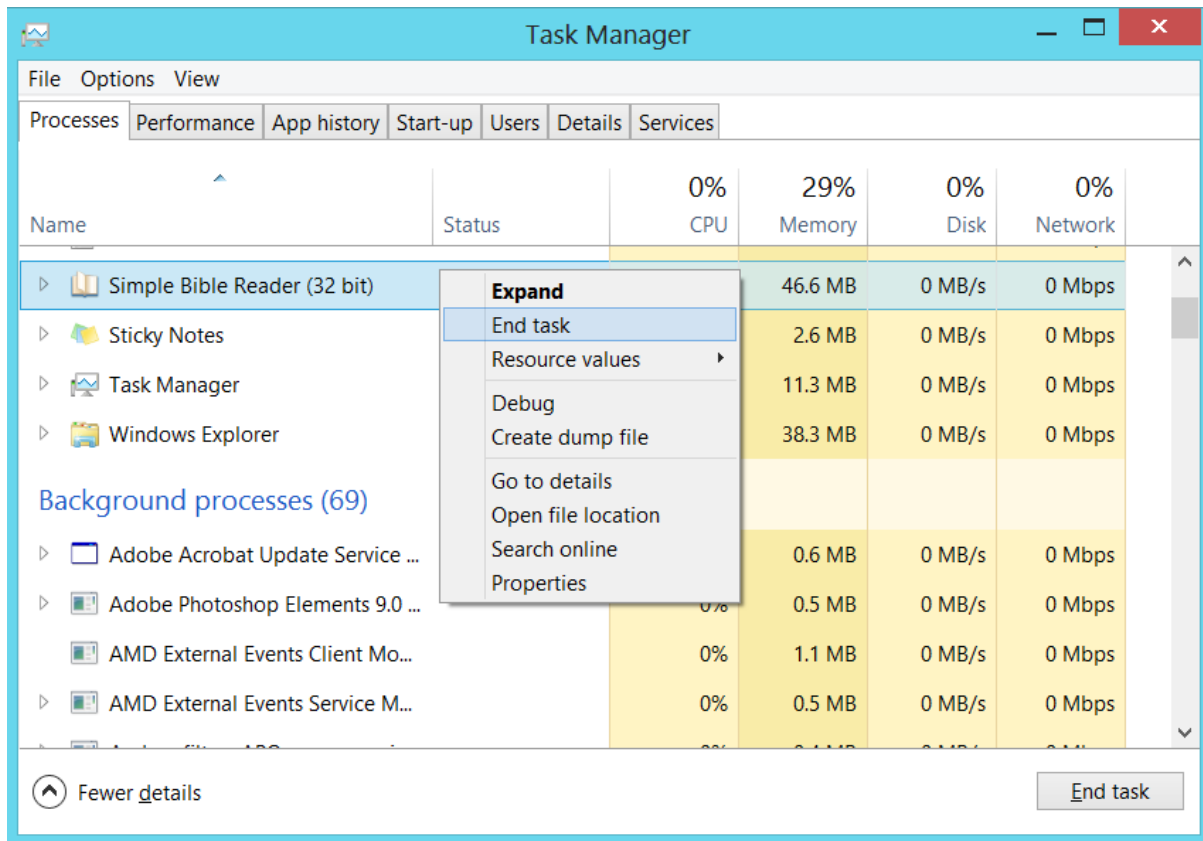 Task Manager
File Options View
Processes Performance App history Start-up Users Details Services
0% 29% 0% 0%
Name Status CPU Memory Disk Network
Simple Bible Reader (32 bit) 46.6 MB 0 MB/s 0 Mbps
Expand
End task
Resource values
Debug
Create dump file
Go to details
Open file location
Search online
Properties
Sticky Notes 2.6 MB 0 MB/s 0 Mbps
Task Manager 11.3 MB 0 MB/s 0 Mbps
Windows Explorer 38.3 MB 0 MB/s 0 Mbps
Background processes (69)
Adobe Acrobat Update Service ... 0.6 MB 0 MB/s 0 Mbps
Adobe Photoshop Elements 9.0 ... 0% 0.5 MB 0 MB/s 0 Mbps
AMD External Events Client Mo... 0% 1.1 MB 0 MB/s 0 Mbps
AMD External Events Service M... 0% 0.5 MB 0 MB/s 0 Mbps
Fewer details End task